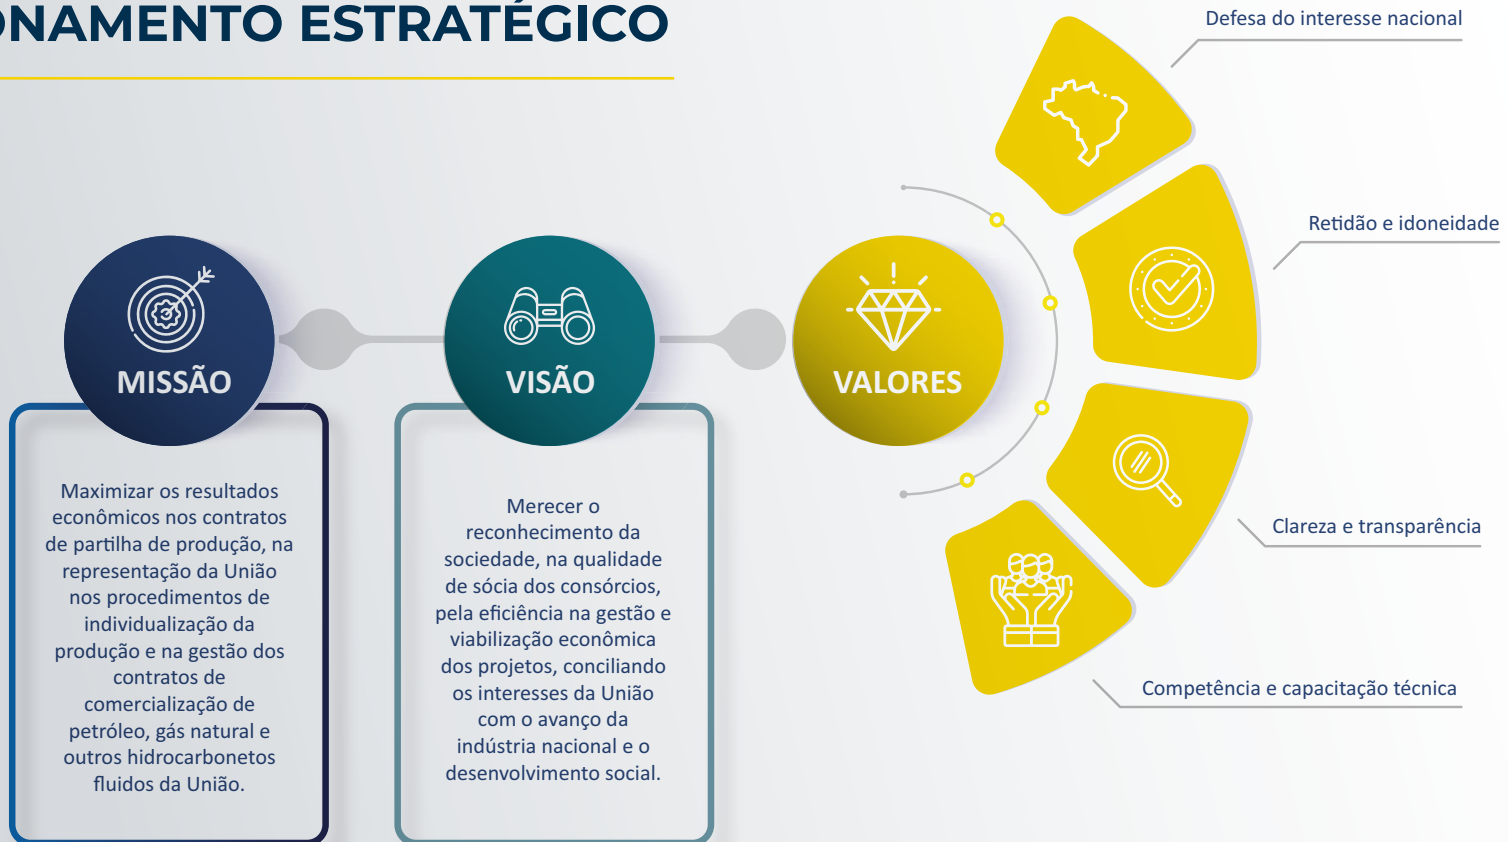 ONAMENTO ESTRATÉGICO
MISSÃO
Maximizar os resultados
econômicos nos contratos
de partilha de produção, na
representação da União
nos procedimentos de
individualização da
produção e na gestão dos
contratos de
comercialização de
petróleo, gás natural e
outros hidrocarbonetos
fluidos da União.
VISÃO
Merecer o
reconhecimento da
sociedade, na qualidade
de sócia dos consórcios,
pela eficiência na gestão e
viabilização econômica
dos projetos, conciliando
os interesses da União
com o avanço da
indústria nacional e o
desenvolvimento social.
VALORES
Defesa do interesse nacional
Retidão e idoneidade
Clareza e transparência
Competência e capacitação técnica